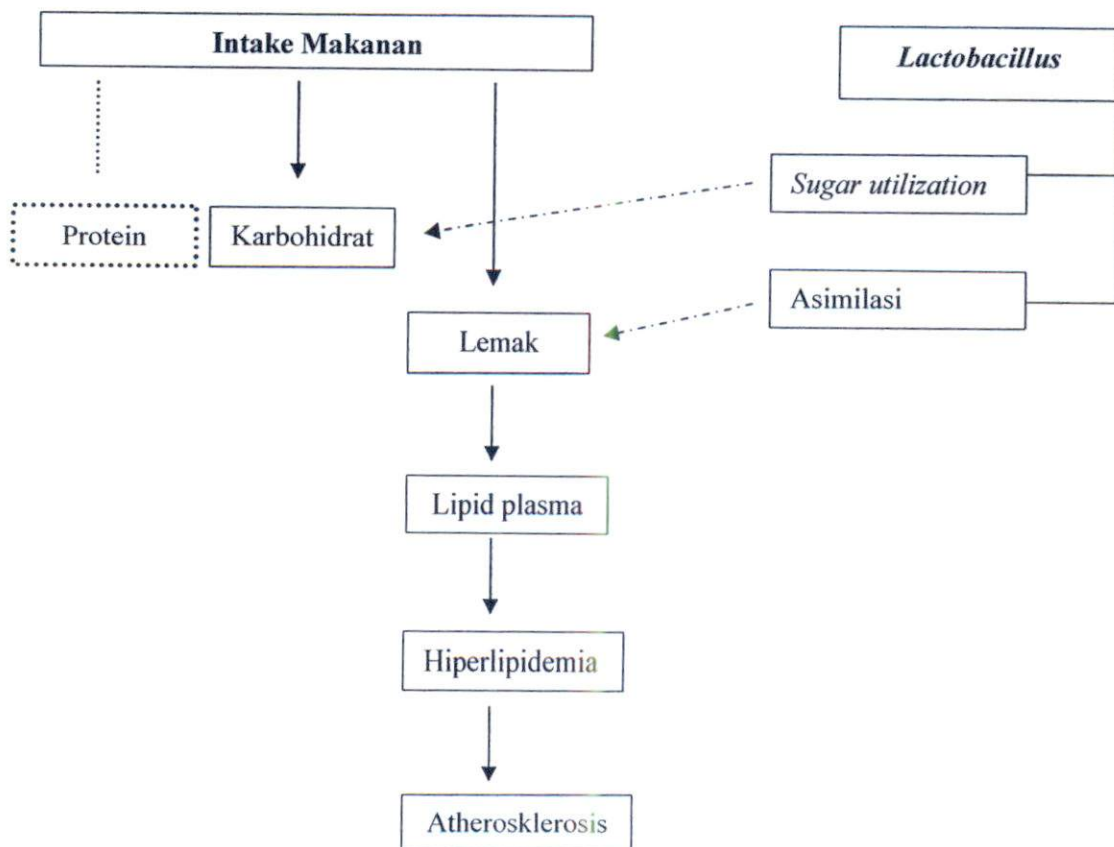 Intake Makanan
Lactobacillus
Sugar utilization
Protein
Karbohidrat
Asimilasi
Lemak
Lipid plasma
Hiperlipidemia
Atherosklerosis